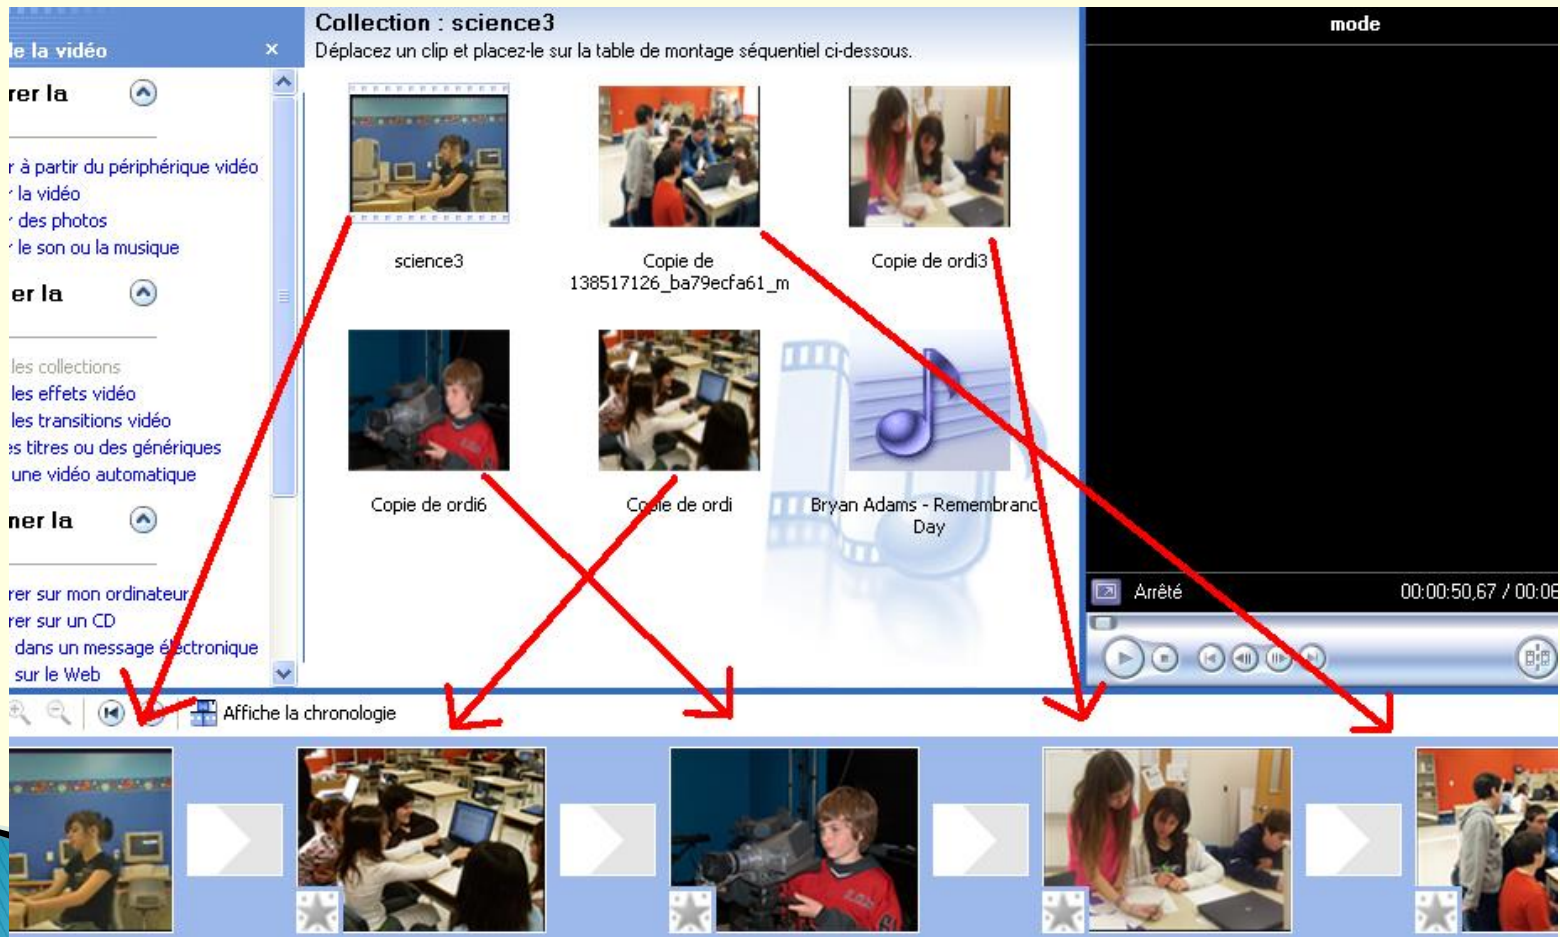 Collection : science3
Déplacez un clip et placez-le sur la table de montage séquentiel ci-dessous.
mode
de la vidéo
rer la
r à partir du périphérique vidéo
r la vidéo
r des photos
r le son ou la musique
er la
les collections
les effets vidéo
les transitions vidéo
es titres ou des génériques
une vidéo automatique
ner la
rer sur mon ordinateur
rer sur un CD
dans un message électronique
sur le Web
science3
Copie de
138517126_ba79ecfa61_m
Copie de ordi3
Copie de ordi6
Copie de ordi
Bryan Adams - Remembrance
Day
Arrêté
00:00:50,67 / 00:0
Affiche la chronologie